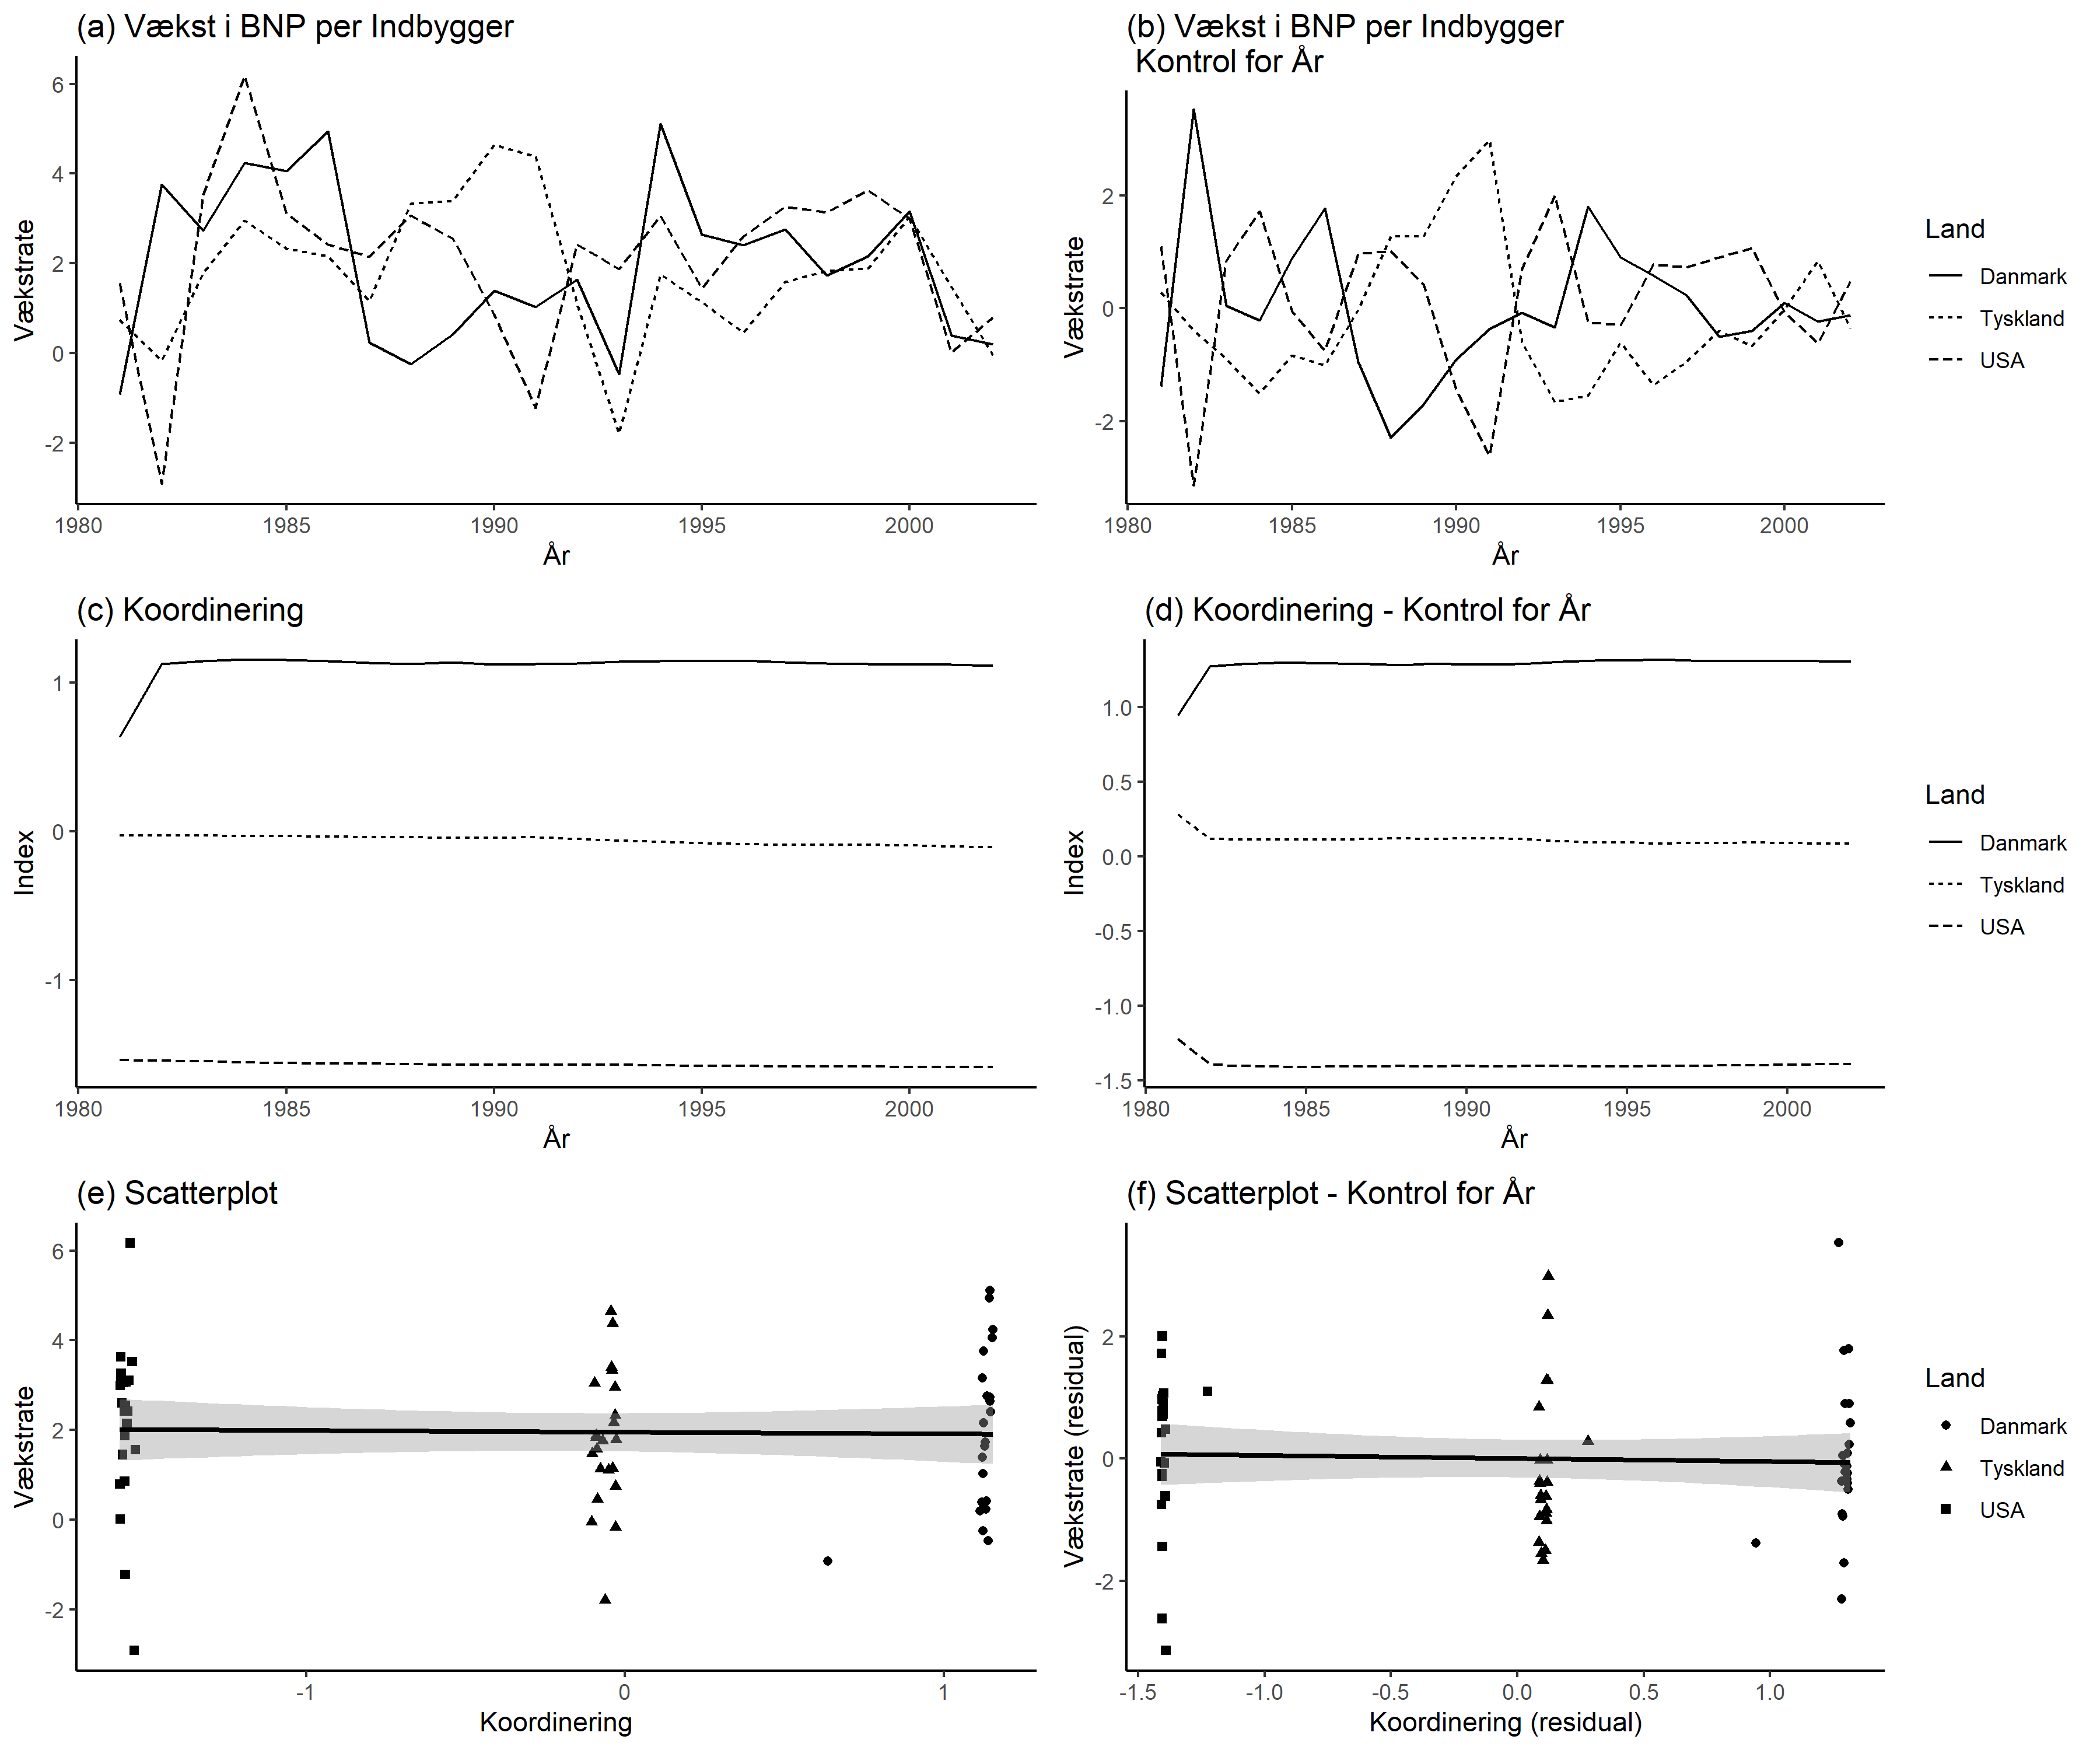 (a) Vækst i BNP per Indbygger
Vækstrate
6
4
2
0
-2
1980
1985
1990
1995
2000
År
(b) Vækst i BNP per Indbygger
Kontrol for År
Vækstrate
2
0
-2
1980
1985
1990
1995
2000
År
Land
Danmark
Tyskland
USA
(c) Koordinering
Index
1
0
-1
1980
1985
1990
1995
2000
År
(d) Koordinering - Kontrol for År
Index
1.0
0.5
0.0
-0.5
-1.0
-1.5
1980
1985
1990
1995
2000
År
Land
Danmark
Tyskland
USA
(e) Scatterplot
Vækstrate
6
4
2
0
-2
-1
0
1
Koordinering
(f) Scatterplot - Kontrol for År
Vækstrate (residual)
2
0
-2
-1.5
-1.0
-0.5
0.0
0.5
1.0
Koordinering (residual)
Land
Danmark
Tyskland
USA